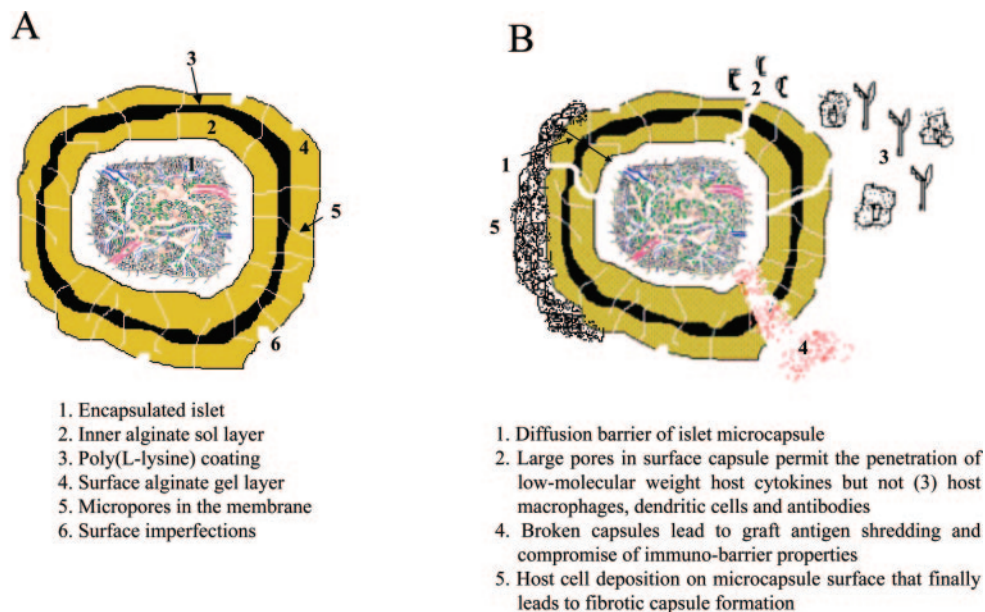 A
3
2
1
4
5
6
1. Encapsulated islet
2. Inner alginate sol layer
3. Poly(L-lysine) coating
4. Surface alginate gel layer
5. Micropores in the membrane
6. Surface imperfections
B
2
1
3
5
4
1. Diffusion barrier of islet microcapsule
2. Large pores in surface capsule permit the penetration of
low-molecular weight host cytokines but not (3) host
macrophages, dendritic cells and antibodies
4. Broken capsules lead to graft antigen shredding and
compromise of immuno-barrier properties
5. Host cell deposition on microcapsule surface that finally
leads to fibrotic capsule formation